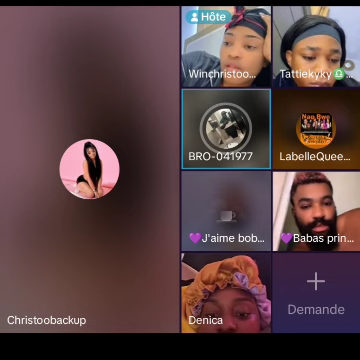 Hôte
Winchristoo...
Tattiekyky ♎...
BRO-041977
LabelleQuee...
💜J'aime bob...
💜Babas prin...
Christoobackup
Denica
Demande